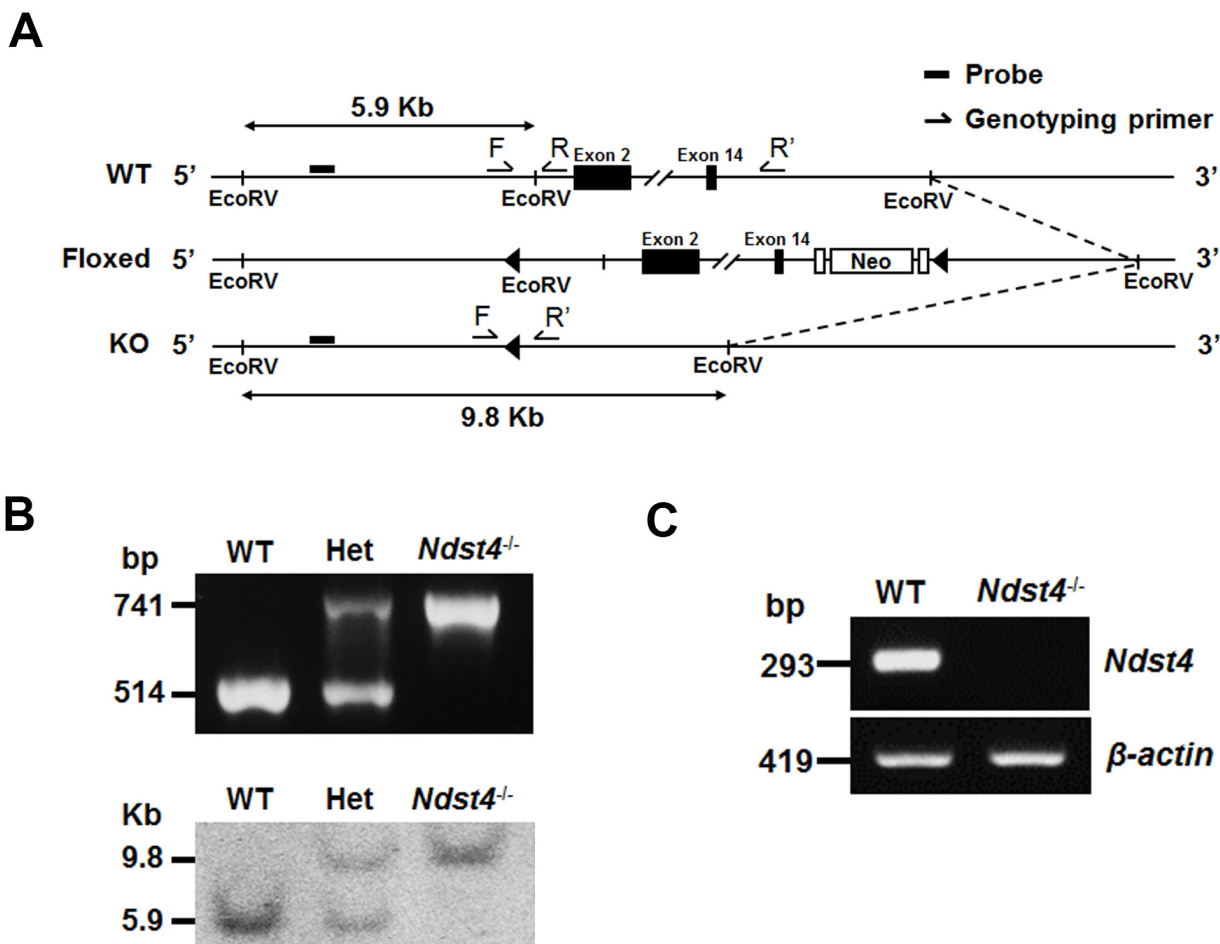 A
Probe
Genotyping primer
5.9 Kb
WT 5’ F R Exon 2 Exon 14 R’ 3’
EcoRV EcoRV EcoRV
Floxed 5’ Exon 2 Exon 14 Neo 3’
EcoRV EcoRV EcoRV
KO 5’ F R’ 3’
EcoRV EcoRV
9.8 Kb
B
bp WT Het Ndst4-/-
741
514
Kb WT Het Ndst4-/-
9.8
5.9
C
bp WT Ndst4-/-
293 Ndst4
419 β-actin